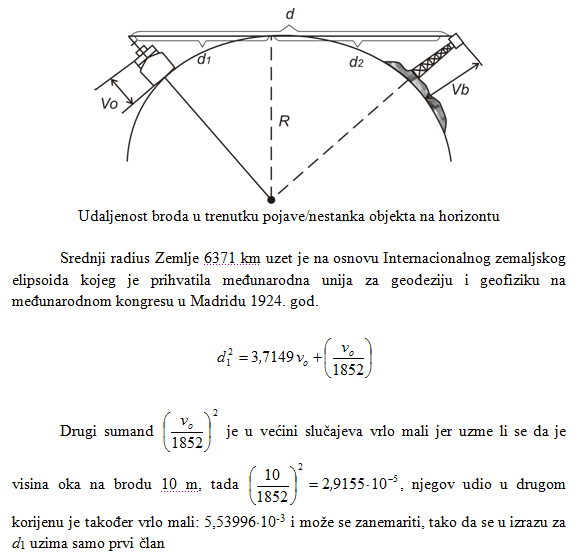 d
d1
d2
Vo
Vb
R
Udaljenost broda u trenutku pojave/nestanka objekta na horizontu
Srednji radius Zemlje 6371 km uzet je na osnovu Internacionalnog zemaljskog
elipsoida kojeg je prihvatila međunarodna unija za geodeziju i geofiziku na
međunarodnom kongresu u Madridu 1924. god.
d₁² = 3,7149 vₒ + (vₒ/1852)
Drugi sumand (vₒ/1852)² je u većini slučajeva vrlo mali jer uzme li se da je
visina oka na brodu 10 m, tada (10/1852)² = 2,9155·10⁻⁵, njegov udio u drugom
korijenu je također vrlo mali: 5,53996·10⁻³ i može se zanemariti, tako da se u izrazu za
d1 uzima samo prvi član